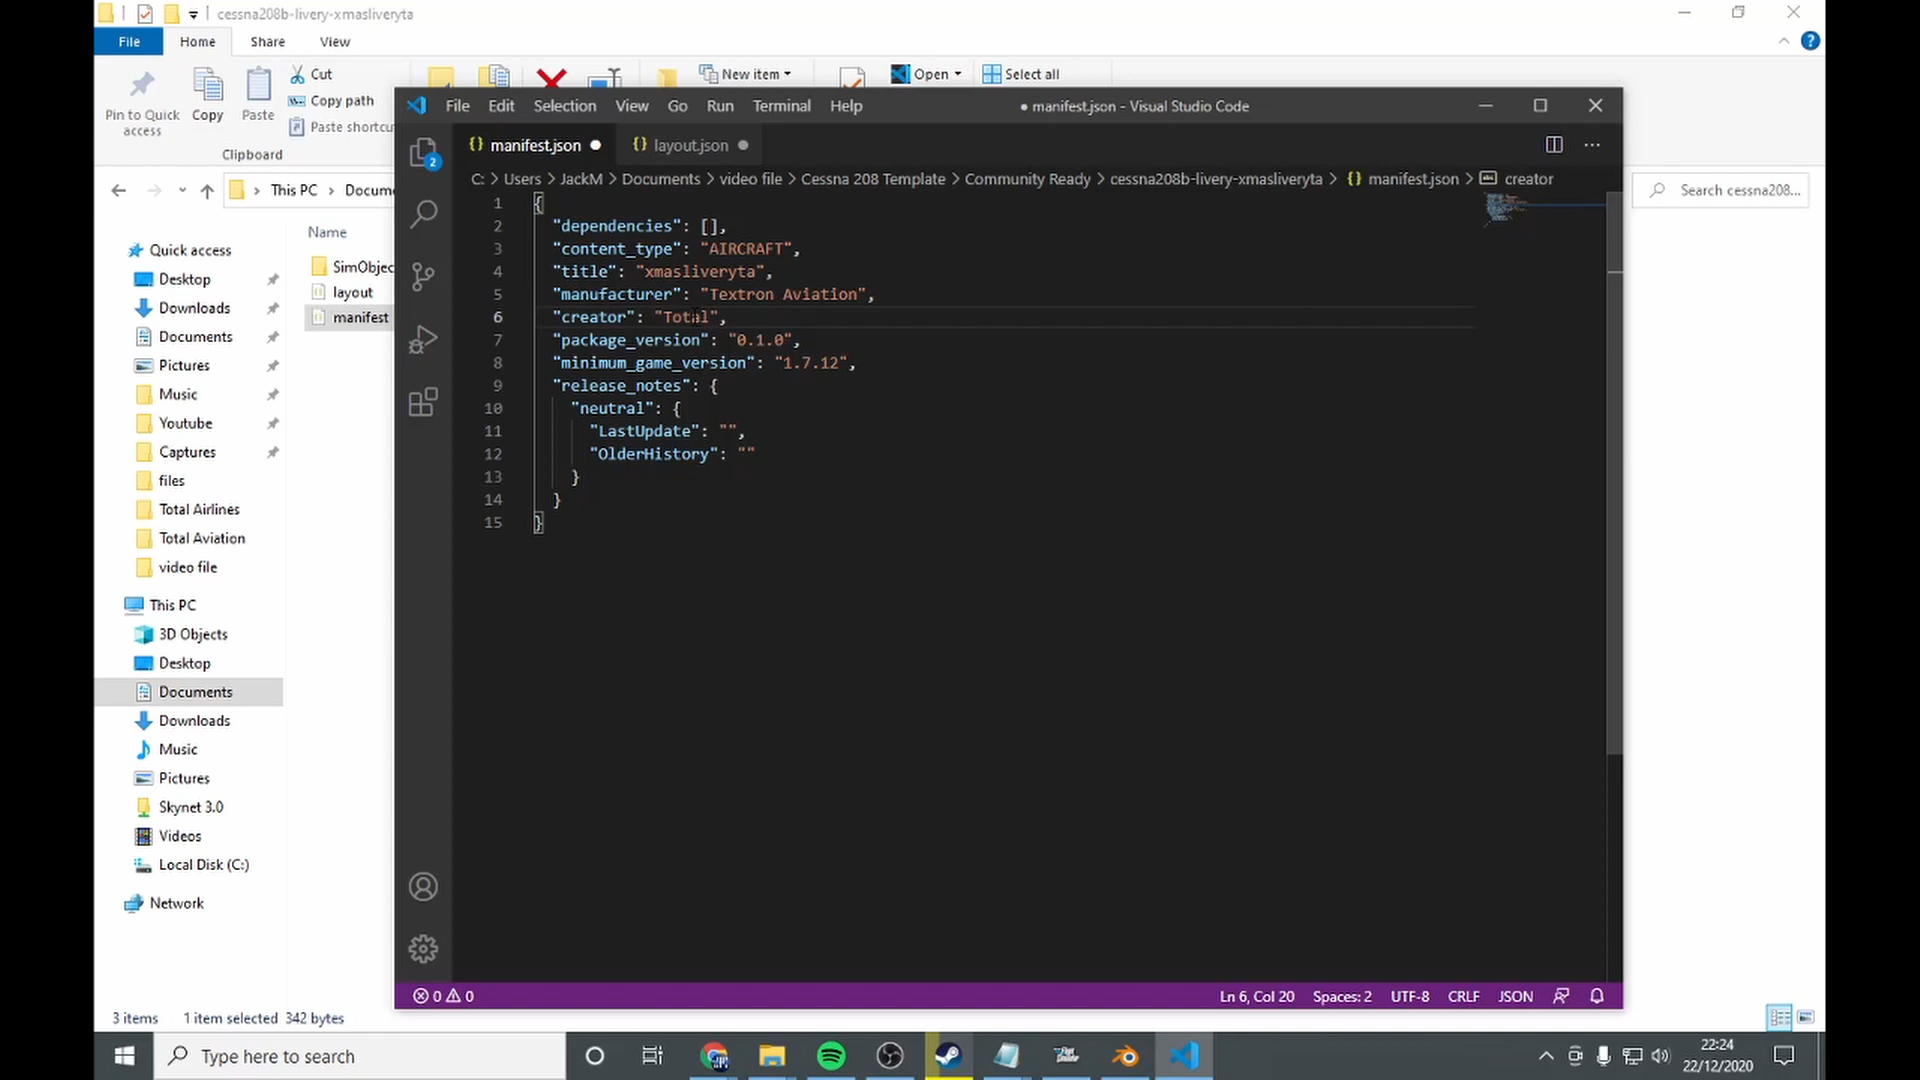 cessna208b-livery-xmasliveryta
File Home Share View
Pin to Quick access
Copy
Paste
Cut
Copy path
Paste shortcu
Clipboard
New item
Open
Select all
This PC Docume
Search cessna208...
Name
SimObjec
layout
manifest
Quick access
Desktop
Downloads
Documents
Pictures
Music
Youtube
Captures
files
Total Airlines
Total Aviation
video file
This PC
3D Objects
Desktop
Documents
Downloads
Music
Pictures
Skynet 3.0
Videos
Local Disk (C:)
Network
3 items 1 item selected 342 bytes
File Edit Selection View Go Run Terminal Help
● manifest.json - Visual Studio Code
2
{} manifest.json ● {} layout.json ●
C: > Users > JackM > Documents > video file > Cessna 208 Template > Community Ready > cessna208b-livery-xmasliveryta > {} manifest.json > abc creator
1 {
2 "dependencies": [],
3 "content_type": "AIRCRAFT",
4 "title": "xmasliveryta",
5 "manufacturer": "Textron Aviation",
6 "creator": "Total",
7 "package_version": "0.1.0",
8 "minimum_game_version": "1.7.12",
9 "release_notes": {
10 "neutral": {
11 "LastUpdate": "",
12 "OlderHistory": ""
13 }
14 }
15 }
0 0 Ln 6, Col 20 Spaces: 2 UTF-8 CRLF JSON
Type here to search
22:24
22/12/2020